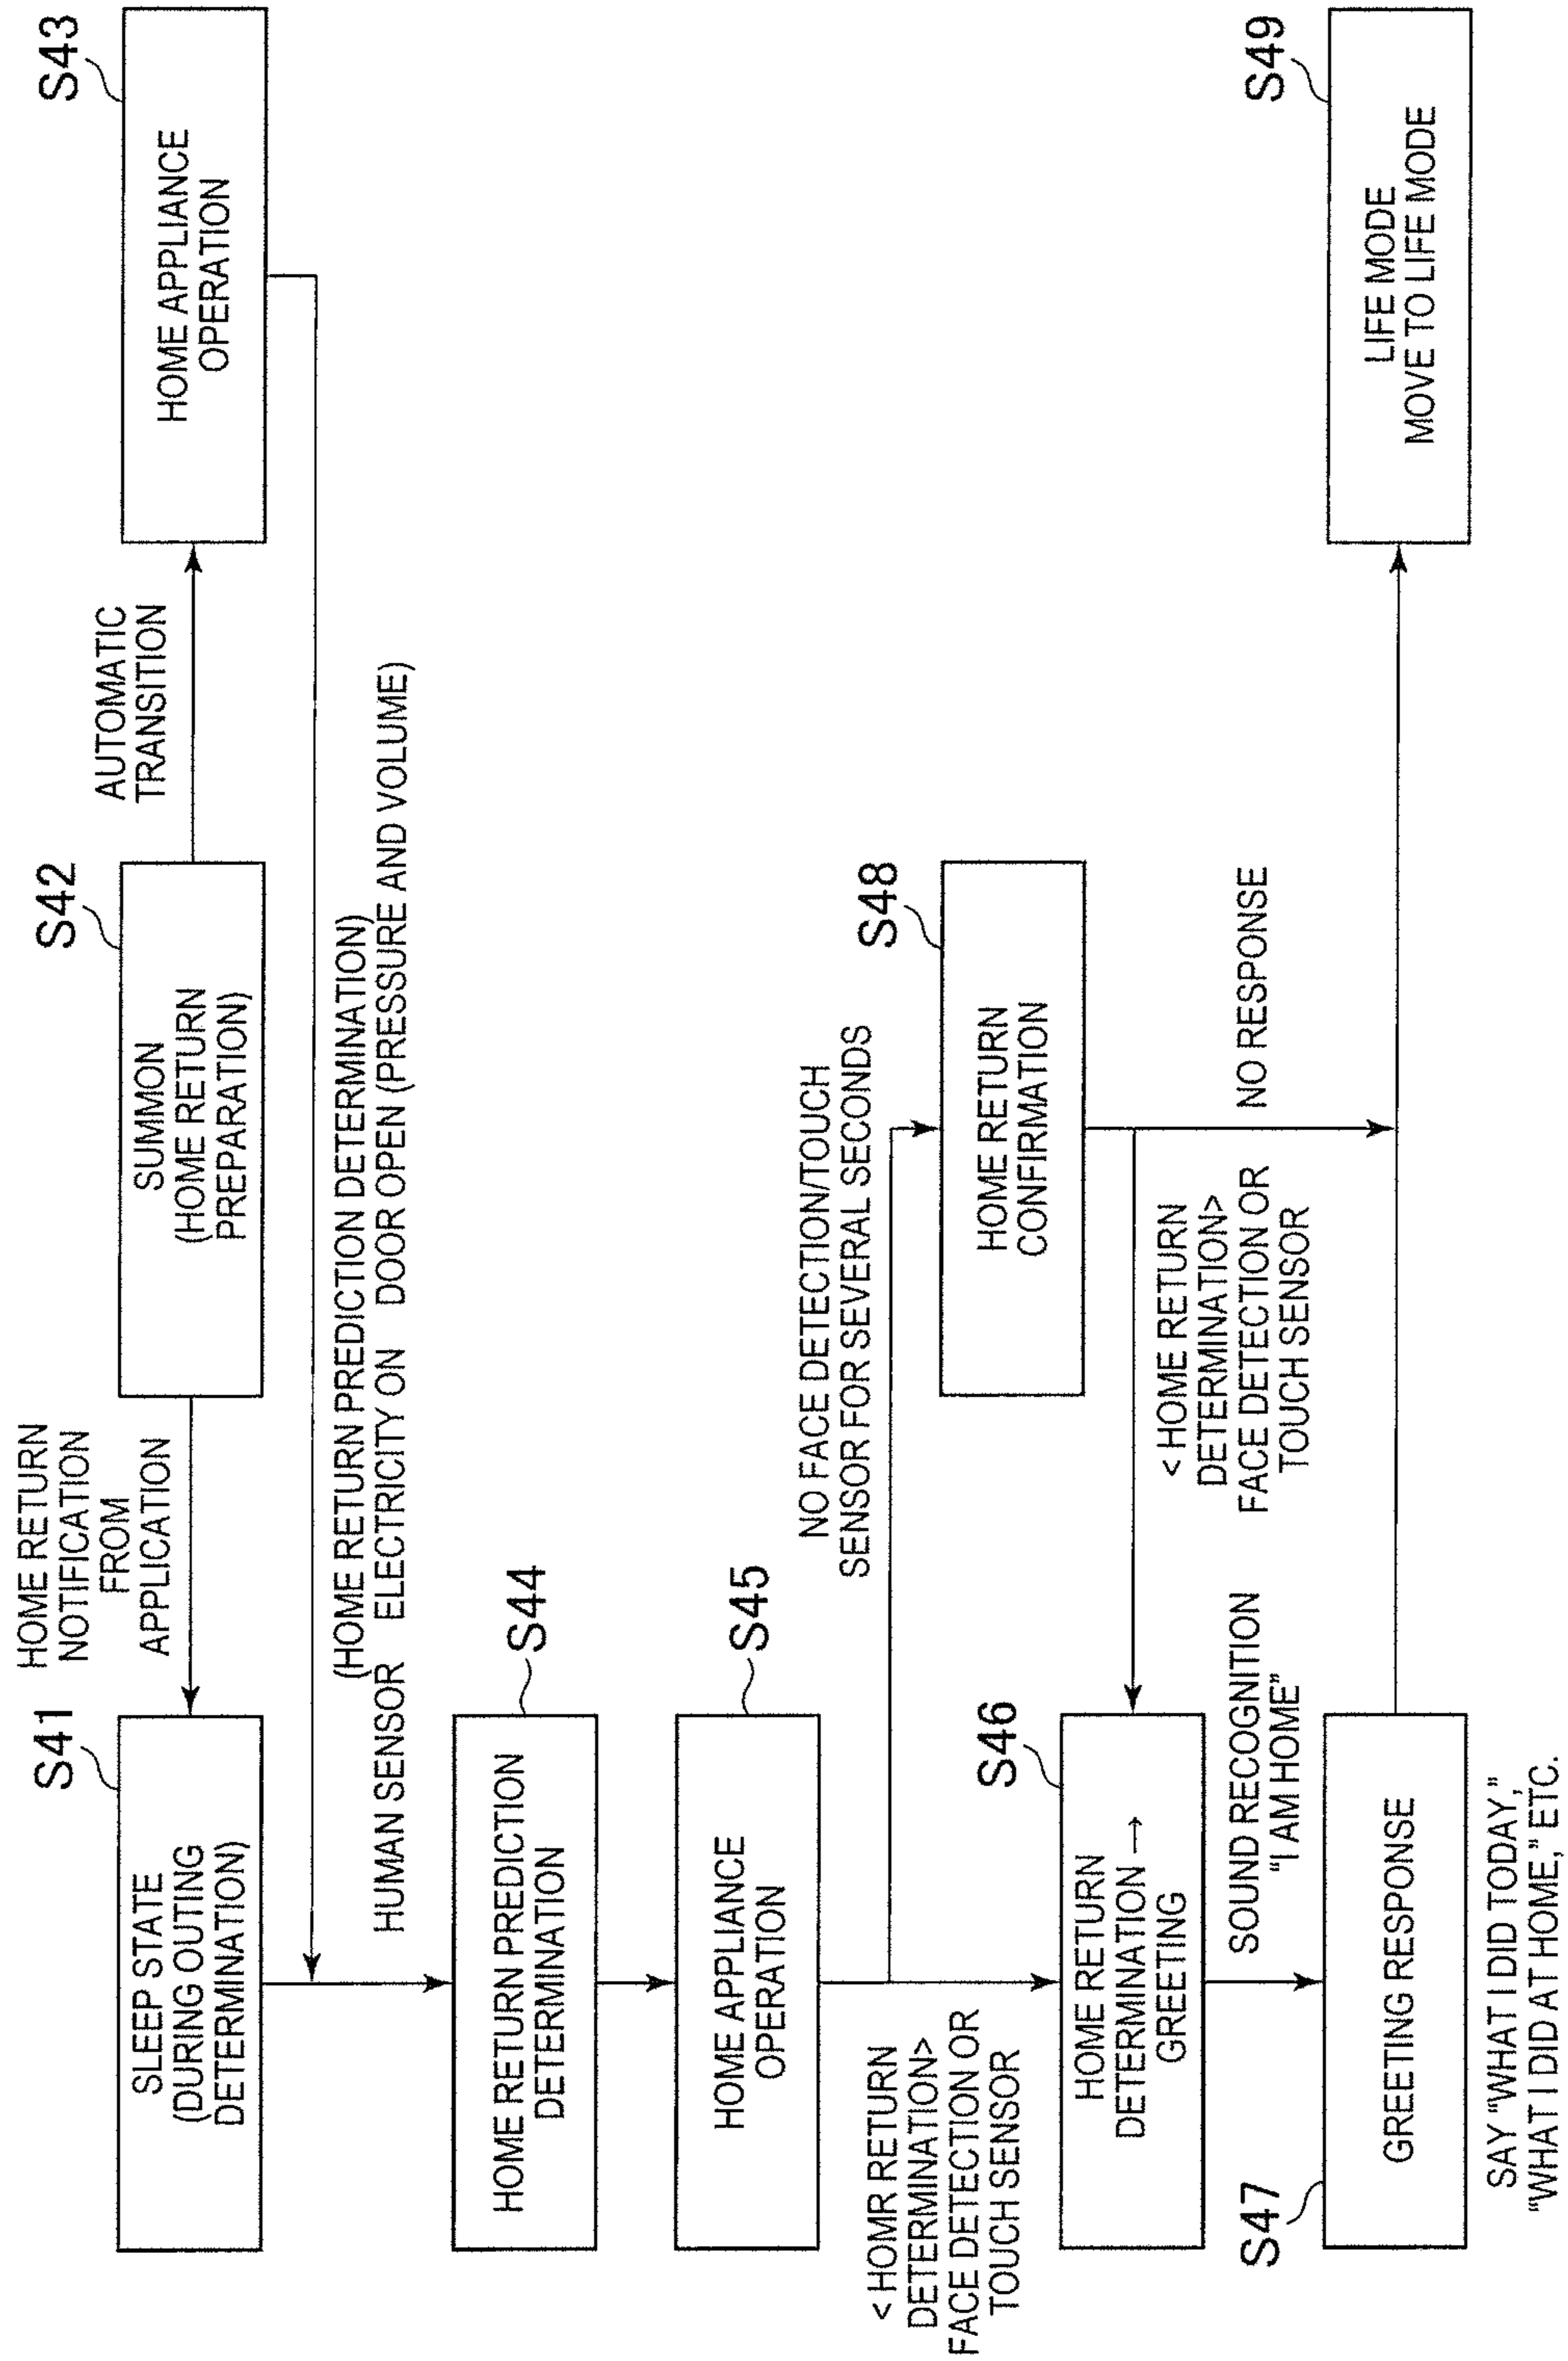 S41
SLEEP STATE
(DURING OUTING
DETERMINATION)
HOME RETURN
NOTIFICATION
FROM
APPLICATION
S42
SUMMON
(HOME RETURN
PREPARATION)
AUTOMATIC
TRANSITION
S43
HOME APPLIANCE
OPERATION
(HOME RETURN PREDICTION DETERMINATION)
HUMAN SENSOR ELECTRICITY ON DOOR OPEN (PRESSURE AND VOLUME)
S44
HOME RETURN PREDICTION
DETERMINATION
S45
HOME APPLIANCE
OPERATION
< HOMR RETURN
DETERMINATION>
FACE DETECTION OR
TOUCH SENSOR
NO FACE DETECTION/TOUCH
SENSOR FOR SEVERAL SECONDS
S48
HOME RETURN
CONFIRMATION
S46
HOME RETURN
DETERMINATION →
GREETING
< HOME RETURN
DETERMINATION>
FACE DETECTION OR
TOUCH SENSOR
NO RESPONSE
SOUND RECOGNITION
“I AM HOME”
S47
GREETING RESPONSE
S49
LIFE MODE
MOVE TO LIFE MODE
SAY “WHAT I DID TODAY,”
“WHAT I DID AT HOME,” ETC.